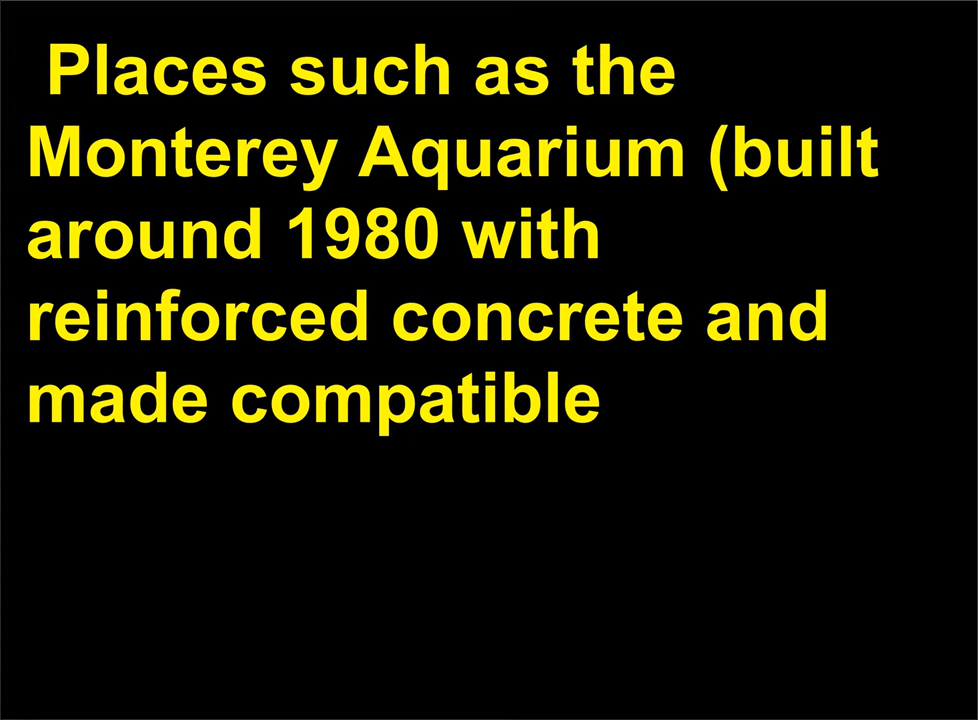 Places such as the
Monterey Aquarium (built
around 1980 with
reinforced concrete and
made compatible